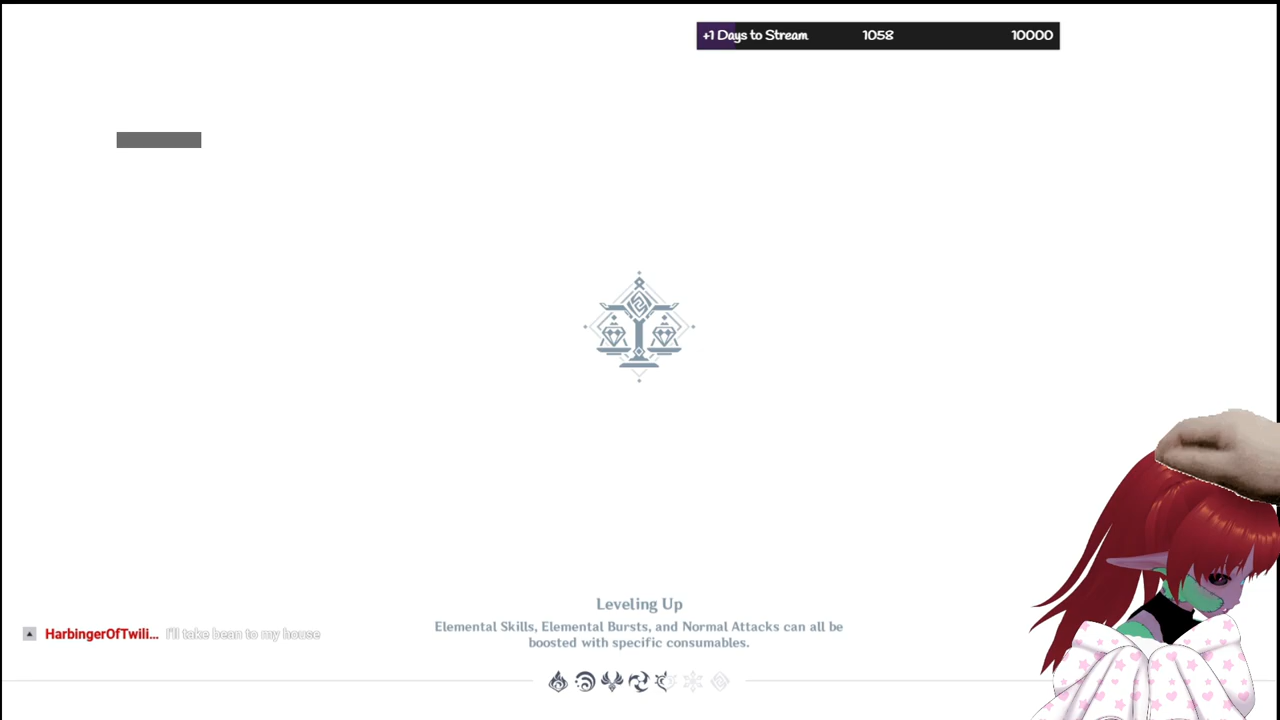 +1 Days to Stream 1058 10000
Leveling Up
HarbingerOfTwili... I'll take bean to my house
Elemental Skills, Elemental Bursts, and Normal Attacks can all be
boosted with specific consumables.